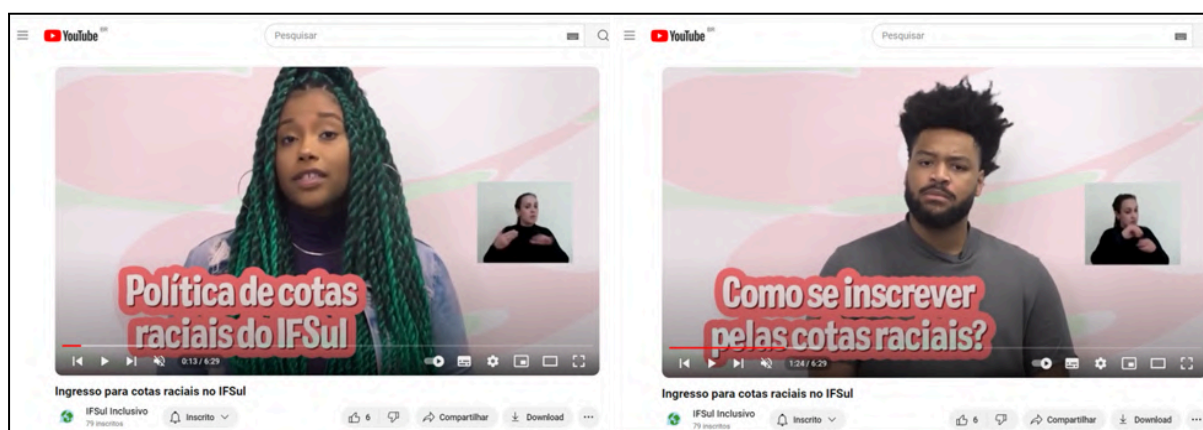 YouTube BR
Pesquisar
Política de cotas
raciais do IFSul
0:13 / 6:29
Ingresso para cotas raciais no IFSul
IFSul Inclusivo
79 inscritos
Inscrito
6
Compartilhar
Download
YouTube BR
Pesquisar
Como se inscrever
pelas cotas raciais?
1:24 / 6:29
Ingresso para cotas raciais no IFSul
IFSul Inclusivo
79 inscritos
Inscrito
6
Compartilhar
Download